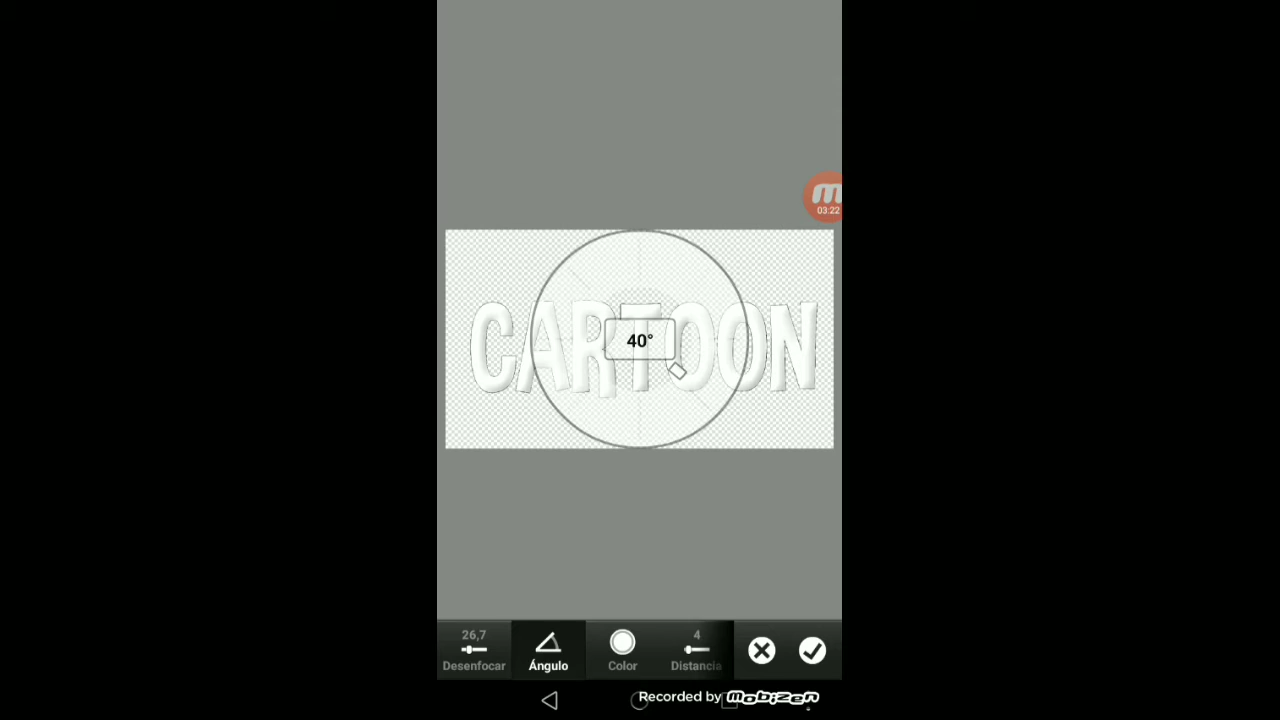 03:22
CARTOON
40°
26,7
4
Desenfocar
Ángulo
Color
Distancia
Recorded by mobizen